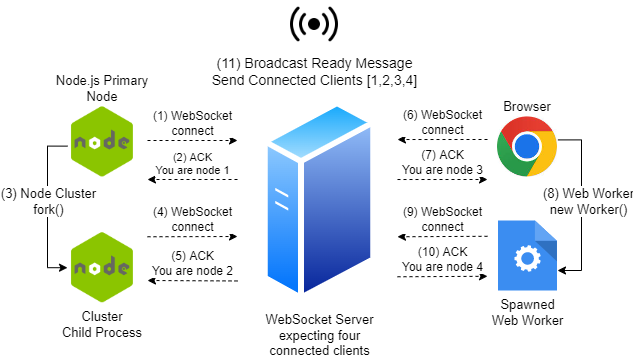 (11) Broadcast Ready Message
Send Connected Clients [1,2,3,4]
Node.js Primary
Node
node
(1) WebSocket
connect
(2) ACK
You are node 1
(3) Node Cluster
fork()
(4) WebSocket
connect
(5) ACK
You are node 2
node
Cluster
Child Process
WebSocket Server
expecting four
connected clients
Browser
(6) WebSocket
connect
(7) ACK
You are node 3
(8) Web Worker
new Worker()
(9) WebSocket
connect
(10) ACK
You are node 4
Spawned
Web Worker